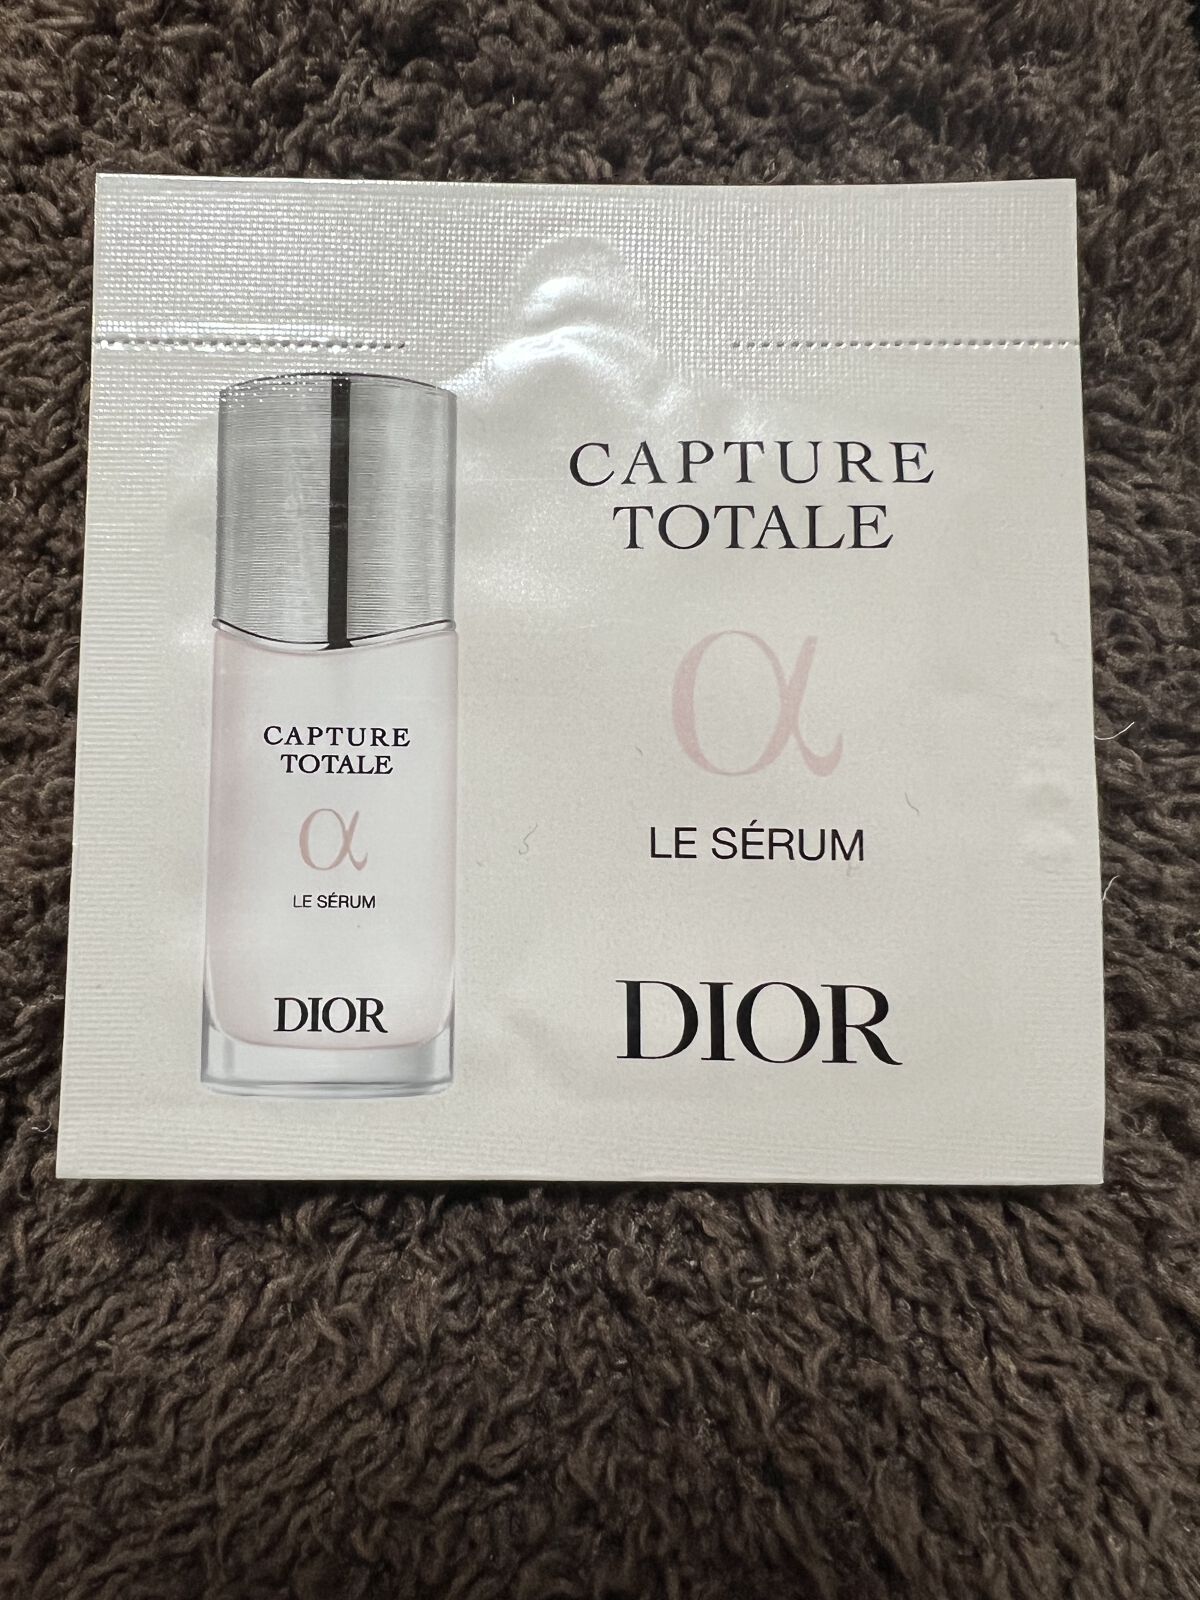 CAPTURE
TOTALE
α
LE SÉRUM
DIOR
CAPTURE
TOTALE
α
LE SÉRUM
DIOR